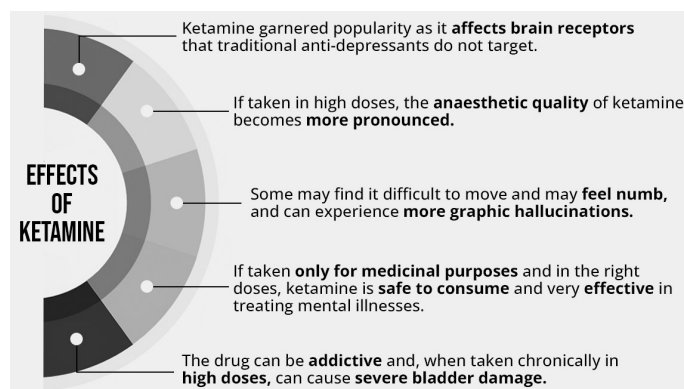 Ketamine garnered popularity as it affects brain receptors
that traditional anti-depressants do not target.
If taken in high doses, the anaesthetic quality of ketamine
becomes more pronounced.
EFFECTS
OF
KETAMINE
Some may find it difficult to move and may feel numb,
and can experience more graphic hallucinations.
If taken only for medicinal purposes and in the right
doses, ketamine is safe to consume and very effective in
treating mental illnesses.
The drug can be addictive and, when taken chronically in
high doses, can cause severe bladder damage.